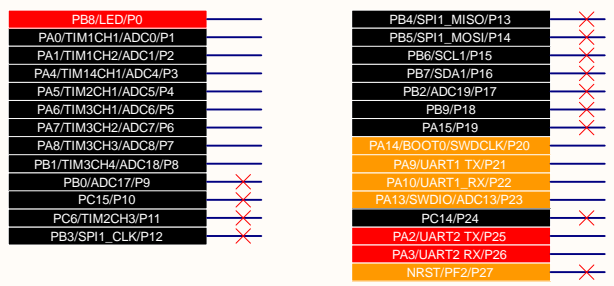 PB8/LED/P0
PA0/TIM1CH1/ADC0/P1
PA1/TIM1CH2/ADC1/P2
PA4/TIM14CH1/ADC4/P3
PA5/TIM2CH1/ADC5/P4
PA6/TIM3CH1/ADC6/P5
PA7/TIM3CH2/ADC7/P6
PA8/TIM3CH3/ADC8/P7
PB1/TIM3CH4/ADC18/P8
PB0/ADC17/P9
PC15/P10
PC6/TIM2CH3/P11
PB3/SPI1_CLK/P12
PB4/SPI1_MISO/P13
PB5/SPI1_MOSI/P14
PB6/SCL1/P15
PB7/SDA1/P16
PB2/ADC19/P17
PB9/P18
PA15/P19
PA14/BOOT0/SWDCLK/P20
PA9/UART1 TX/P21
PA10/UART1_RX/P22
PA13/SWDIO/ADC13/P23
PC14/P24
PA2/UART2 TX/P25
PA3/UART2 RX/P26
NRST/PF2/P27